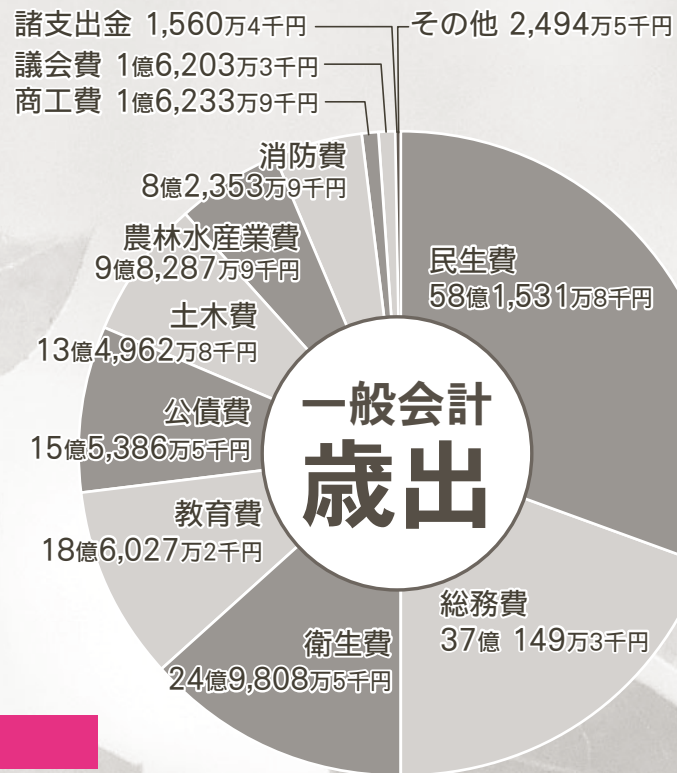 諸支出金 1,560万4千円
その他 2,494万5千円
議会費 1億6,203万3千円
商工費 1億6,233万9千円
消防費
8億2,353万9千円
農林水産業費
9億8,287万9千円
土木費
13億4,962万8千円
公債費
15億5,386万5千円
教育費
18億6,027万2千円
衛生費
24億9,808万5千円
総務費
37億 149万3千円
民生費
58億1,531万8千円
一般会計
歳出